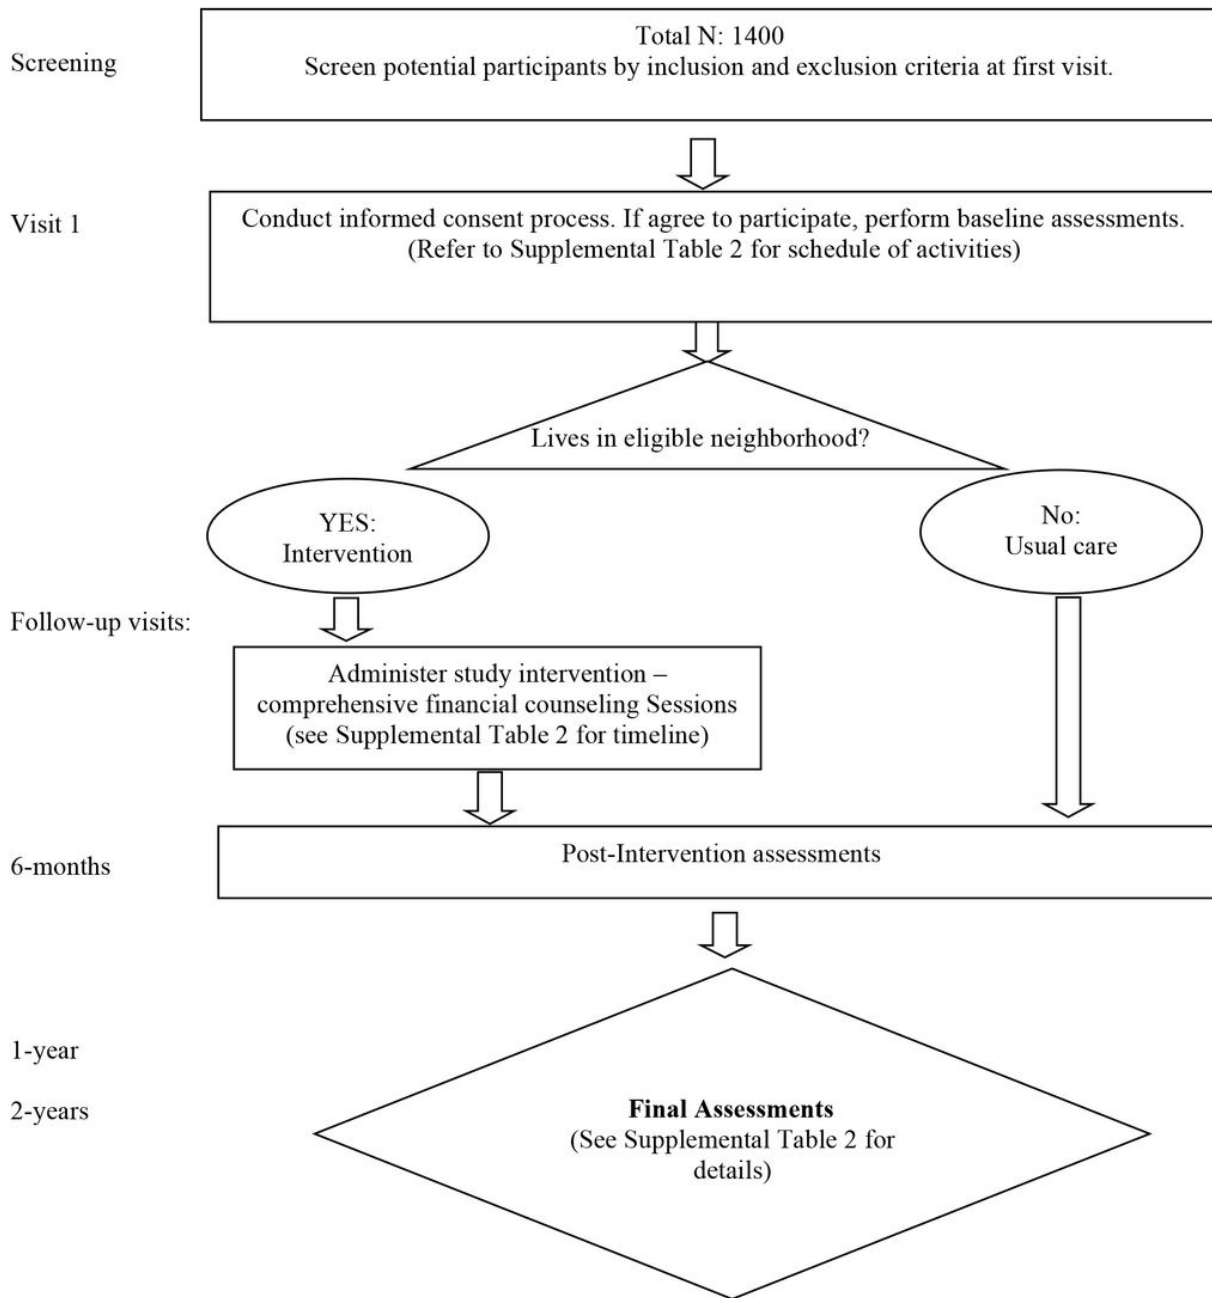 Screening
Total N: 1400
Screen potential participants by inclusion and exclusion criteria at first visit.
Visit 1
Conduct informed consent process. If agree to participate, perform baseline assessments.
(Refer to Supplemental Table 2 for schedule of activities)
Lives in eligible neighborhood?
YES:
Intervention
No:
Usual care
Follow-up visits:
Administer study intervention –
comprehensive financial counseling Sessions
(see Supplemental Table 2 for timeline)
6-months
Post-Intervention assessments
1-year
2-years
Final Assessments
(See Supplemental Table 2 for
details)